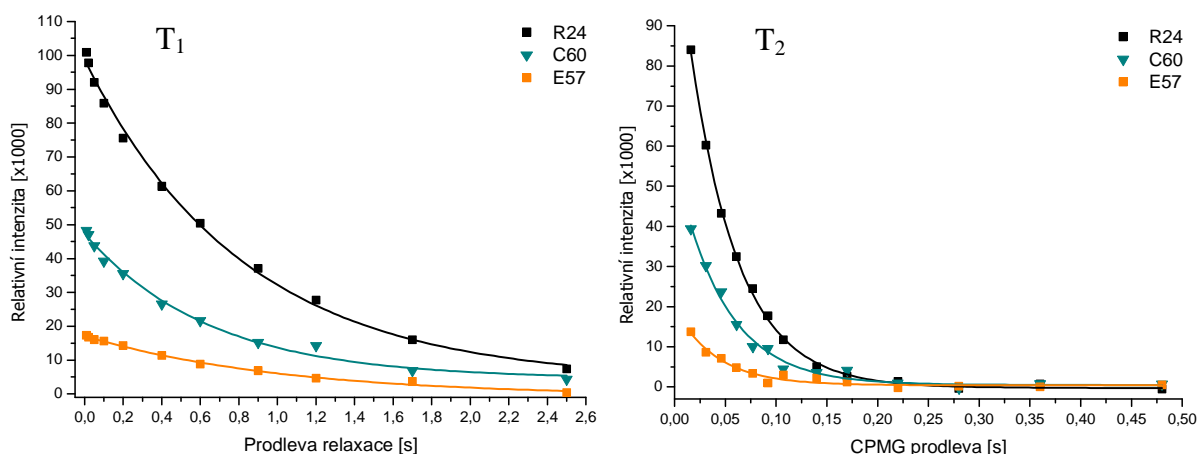 T1
R24
C60
E57
Relativní intenzita [x1000]
110
100
90
80
70
60
50
40
30
20
10
0
0,0 0,2 0,4 0,6 0,8 1,0 1,2 1,4 1,6 1,8 2,0 2,2 2,4 2,6
Prodleva relaxace [s]
T2
R24
C60
E57
Relativní intenzita [x1000]
90
80
70
60
50
40
30
20
10
0
0,00 0,05 0,10 0,15 0,20 0,25 0,30 0,35 0,40 0,45 0,50
CPMG prodleva [s]